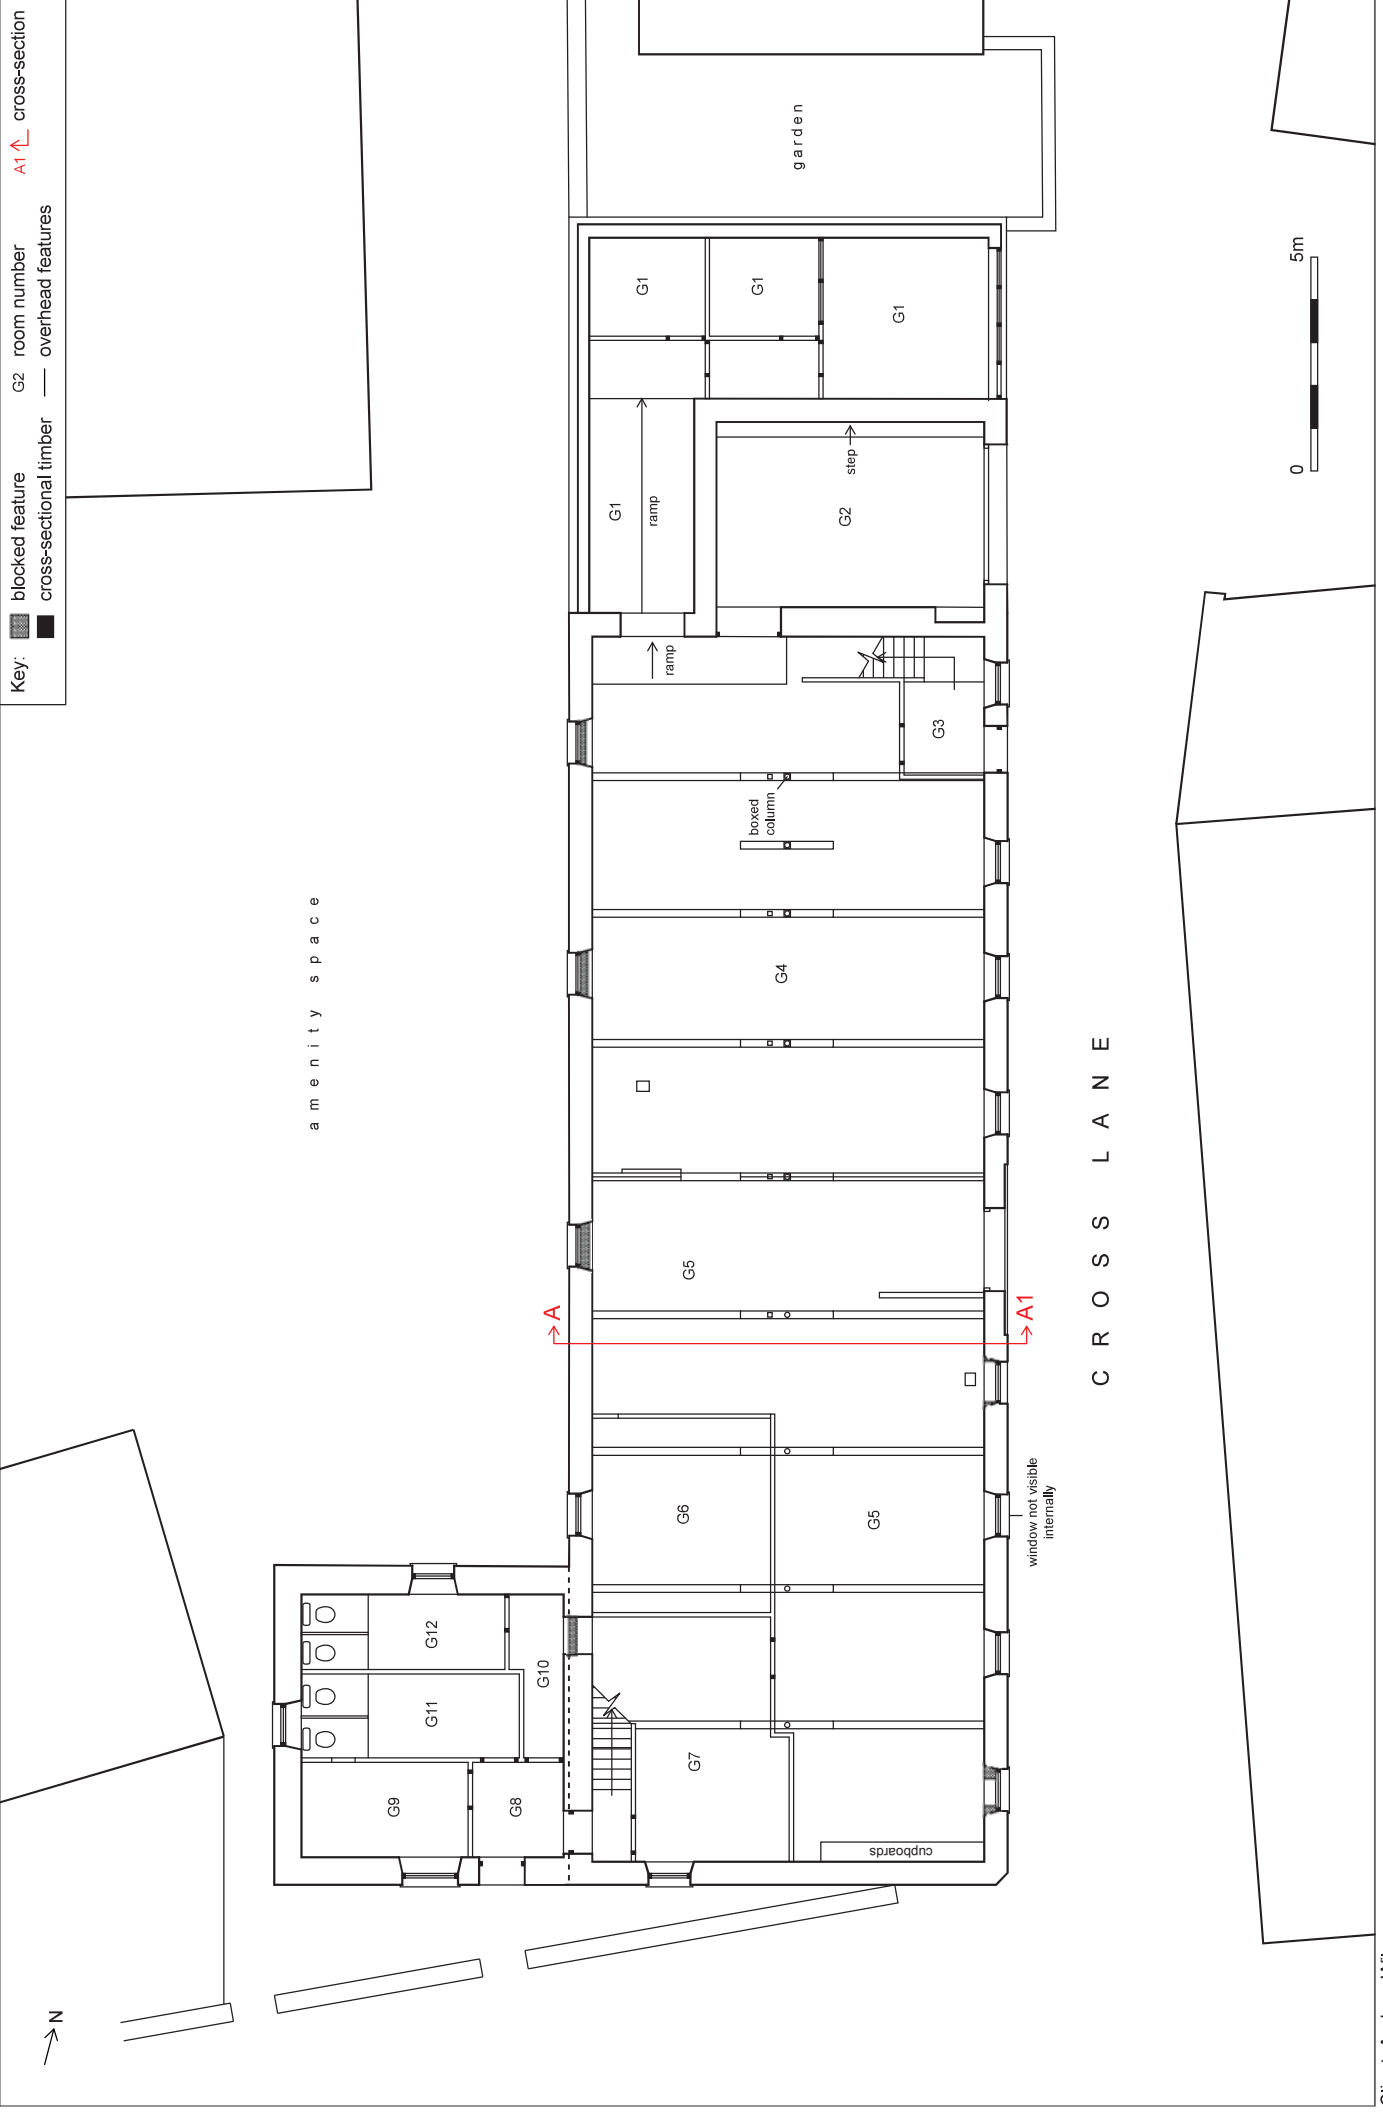 Key:
blocked feature
G2 room number
A1
cross-section
cross-sectional timber
overhead features
amenity space
garden
G1
G1
G1
G1
ramp
ramp
step
G2
G3
boxed
column
G4
G5
A
A1
G6
G5
window not visible
internally
G7
cupboards
G12
G11
G10
G9
G8
CROSS LANE
0
5m
N